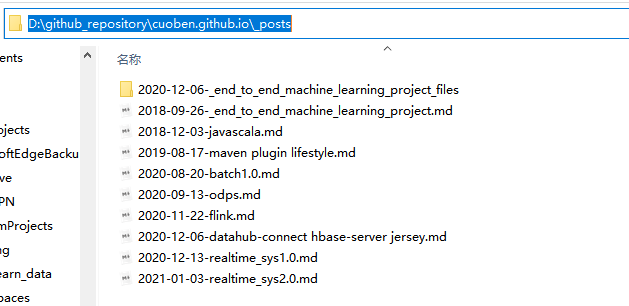 D:\github_repository\cuoben.github.io\_posts
ents
名称
2020-12-06-_end_to_end_machine_learning_project_files
2018-09-26-_end_to_end_machine_learning_project.md
ojects
2018-12-03-javascala.md
oftEdgeBacku
2019-08-17-maven plugin lifestyle.md
ve
2020-08-20-batch1.0.md
PN
2020-09-13-odps.md
mProjects
2020-11-22-flink.md
ng
2020-12-06-datahub-connect hbase-server jersey.md
earn_data
2020-12-13-realtime_sys1.0.md
paces
2021-01-03-realtime_sys2.0.md